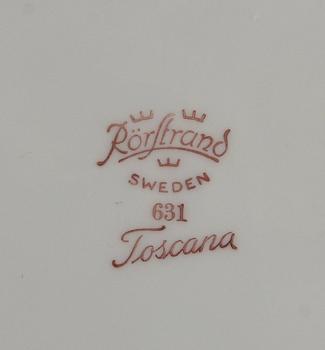 Rörstrand
SWEDEN
631
Toscana